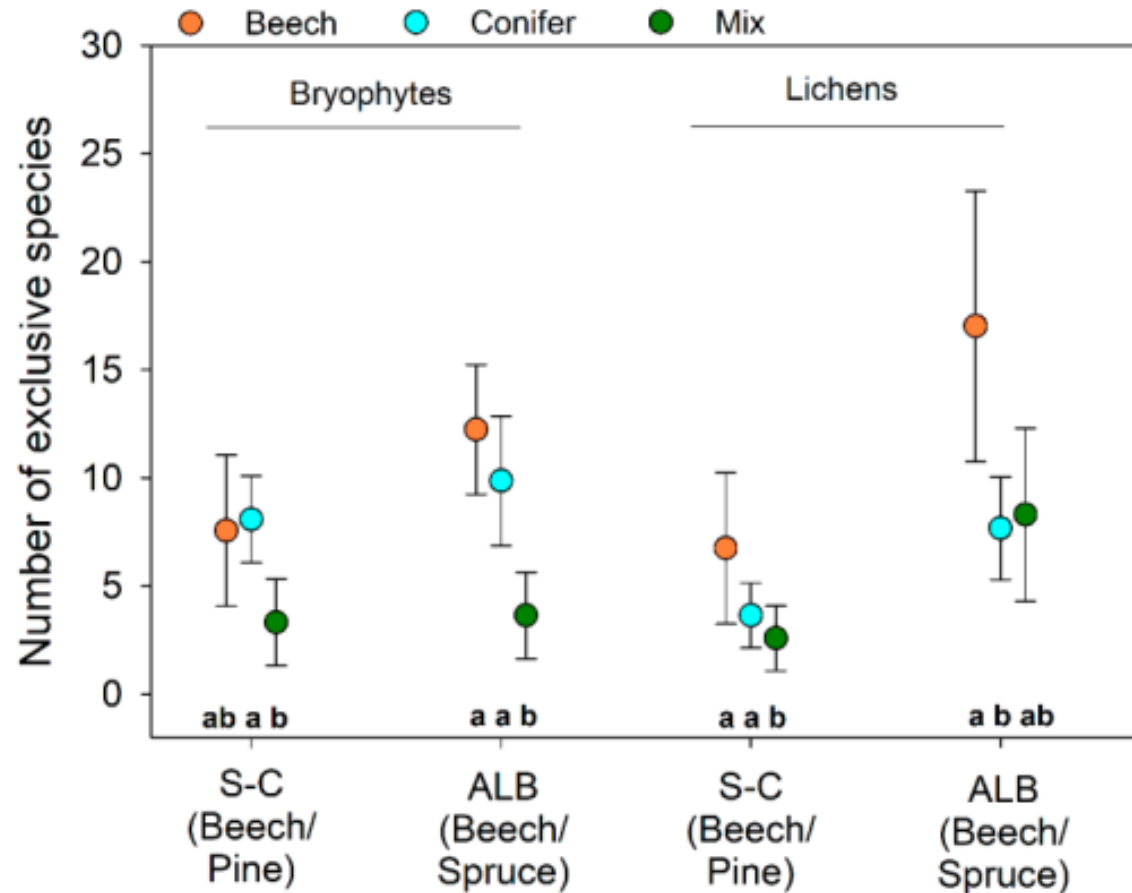 Beech Conifer Mix
30
Bryophytes Lichens
25
20
15
10
5
0
Number of exclusive species
ab a b a a b a a b a b ab
S-C ALB S-C ALB
(Beech/ (Beech/ (Beech/ (Beech/
Pine) Spruce) Pine) Spruce)